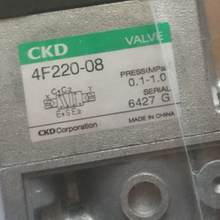 CKD VALVE
4F220-08
PRESS(MPa)
0.1-1.0
SERIAL
6427 G
CKD Corporation
MADE IN CHINA